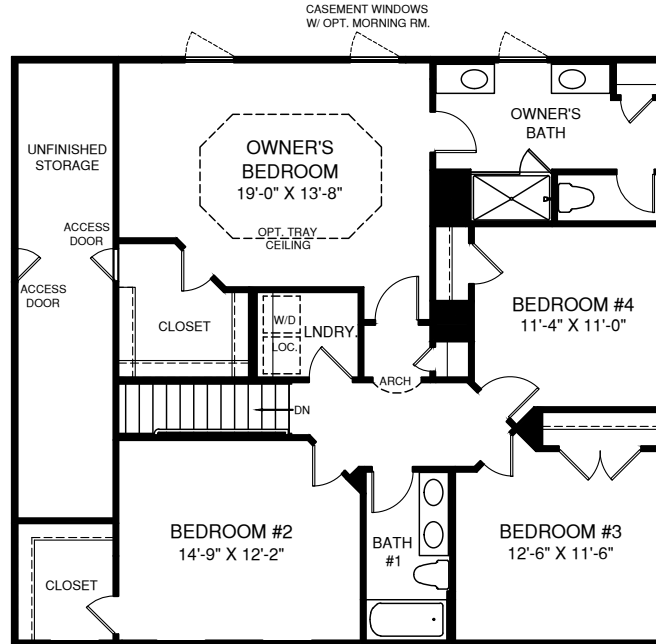 CASEMENT WINDOWS
W/ OPT. MORNING RM.
UNFINISHED
STORAGE
OWNER'S
BEDROOM
19'-0" X 13'-8"
OPT. TRAY
CEILING
OWNER'S
BATH
ACCESS
DOOR
ACCESS
DOOR
CLOSET
W/D
LOC.
LNDRY.
BEDROOM #4
11'-4" X 11'-0"
ARCH
DN
BEDROOM #2
14'-9" X 12'-2"
BATH
#1
BEDROOM #3
12'-6" X 11'-6"
CLOSET